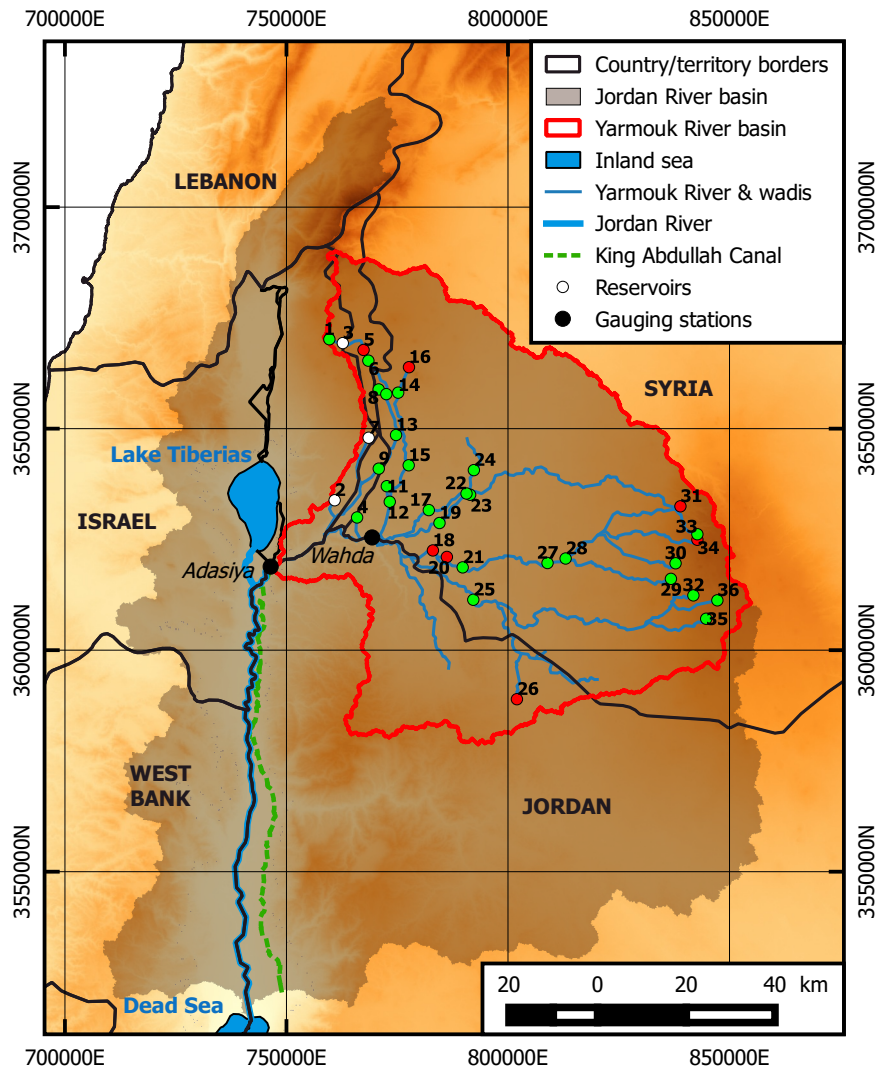 700000E 750000E 800000E 850000E
Country/territory borders
Jordan River basin
Yarmouk River basin
Inland sea
Yarmouk River & wadis
Jordan River
King Abdullah Canal
Reservoirs
Gauging stations
3700000N
3650000N
3600000N
3550000N
3700000N
3650000N
3600000N
3550000N
LEBANON
SYRIA
Lake Tiberias
ISRAEL
Adasiya
Wahda
WEST
BANK
JORDAN
Dead Sea
1
3
5
6
16
8
14
7
13
9
15
24
2
11
22
23
4
12
17
19
31
18
20
21
27
28
33
34
30
29
32
36
25
35
26
20 0 20 40 km
700000E 750000E 800000E 850000E